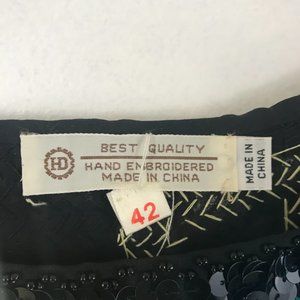 HD
BEST QUALITY
HAND EMBROIDERED
MADE IN CHINA
42
MADE IN
CHINA